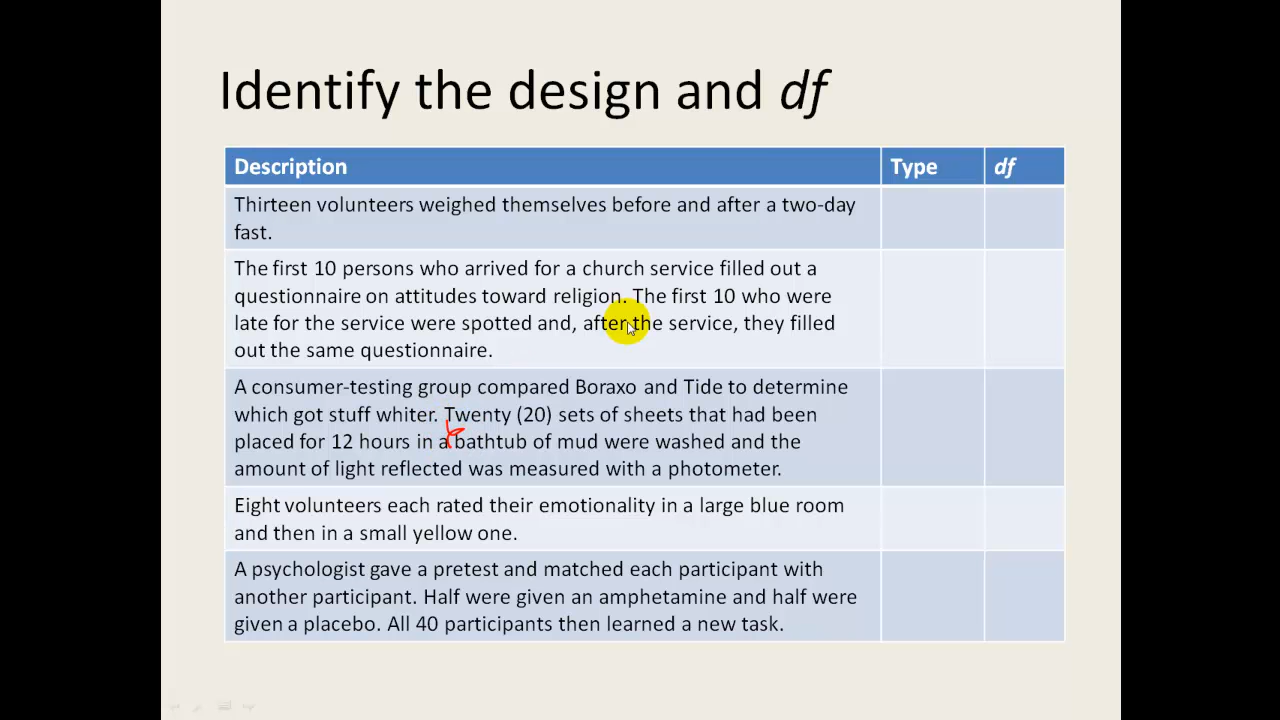 Identify the design and df
Description Type df
Thirteen volunteers weighed themselves before and after a two-day
fast.
The first 10 persons who arrived for a church service filled out a
questionnaire on attitudes toward religion. The first 10 who were
late for the service were spotted and, after the service, they filled
out the same questionnaire.
A consumer-testing group compared Boraxo and Tide to determine
which got stuff whiter. Twenty (20) sets of sheets that had been
placed for 12 hours in a bathtub of mud were washed and the
amount of light reflected was measured with a photometer.
Eight volunteers each rated their emotionality in a large blue room
and then in a small yellow one.
A psychologist gave a pretest and matched each participant with
another participant. Half were given an amphetamine and half were
given a placebo. All 40 participants then learned a new task.